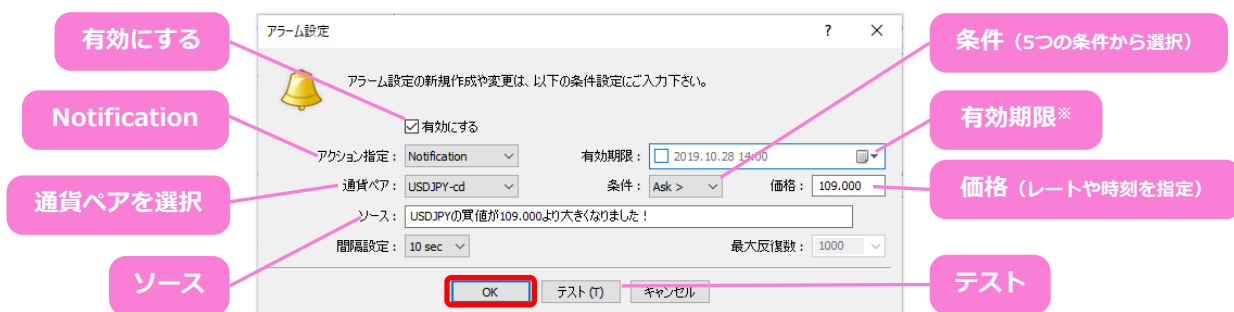 アラーム設定
?
×
有効にする
条件（5つの条件から選択）
アラーム設定の新規作成や変更は、以下の条件設定にご入力下さい。
Notification
有効期限※
有効にする
アクション指定： Notification
有効期限： 2019.10.28 14:00
通貨ペアを選択
通貨ペア： USDJPY-cd
条件： Ask >
価格： 109.000
価格（レートや時刻を指定）
ソース： USDJPYの買値が109.000より大きくなりました！
間隔設定： 10 sec
最大反復数： 1000
ソース
OK
テスト(T)
キャンセル
テスト